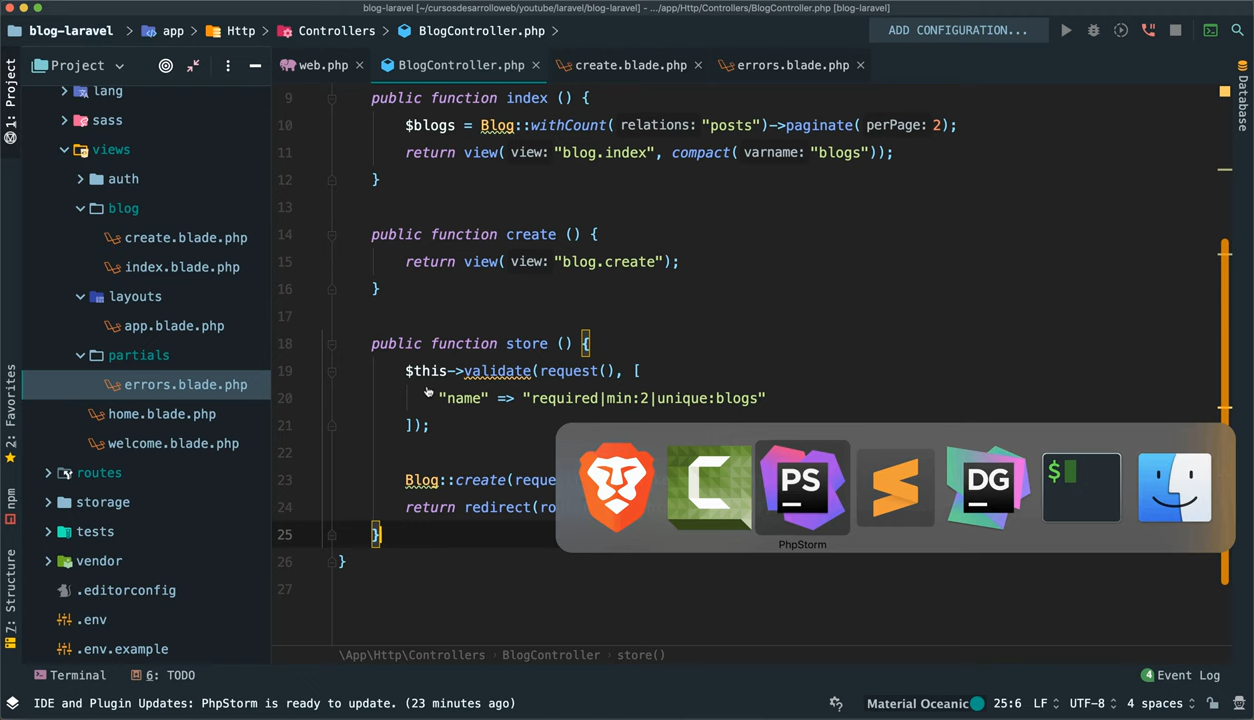 blog-laravel [~/cursosdesarrolloweb/youtube/laravel/blog-laravel] - .../app/Http/Controllers/BlogController.php [blog-laravel]
blog-laravel app Http Controllers BlogController.php
ADD CONFIGURATION...
Project
web.php
BlogController.php
create.blade.php
errors.blade.php
1: Project
2: Favorites
npm
Z: Structure
Database
lang
sass
views
auth
blog
create.blade.php
index.blade.php
layouts
app.blade.php
partials
errors.blade.php
home.blade.php
welcome.blade.php
routes
storage
tests
vendor
.editorconfig
.env
.env.example
9 public function index () {
10 $blogs = Blog::withCount( relations: "posts")->paginate( perPage: 2);
11 return view( view: "blog.index", compact( varname: "blogs"));
12 }
13
14 public function create () {
15 return view( view: "blog.create");
16 }
17
18 public function store () {
19 $this->validate(request(), [
20 "name" => "required|min:2|unique:blogs"
21 ]);
22
23 Blog::create(reque
24 return redirect(ro
25 }
26 }
27
C
PS
DG
$
PhpStorm
\App\Http\Controllers › BlogController › store()
Terminal
6: TODO
4 Event Log
IDE and Plugin Updates: PhpStorm is ready to update. (23 minutes ago)
Material Oceanic
25:6 LF UTF-8 4 spaces